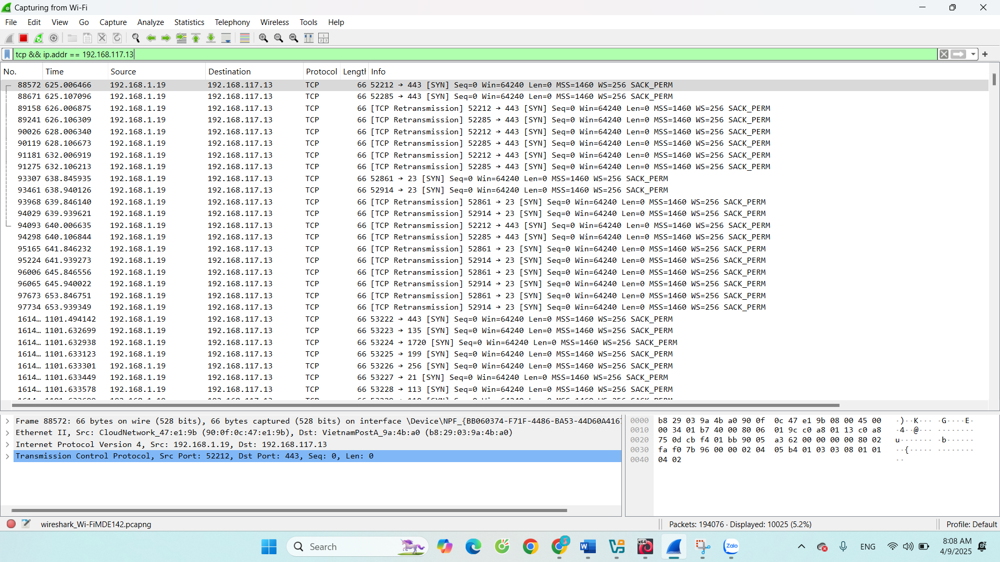 Capturing from Wi-Fi
File Edit View Go Capture Analyze Statistics Telephony Wireless Tools Help
tcp && ip.addr == 192.168.117.13
No. Time Source Destination Protocol Length Info
88572 625.006466 192.168.1.19 192.168.117.13 TCP 66 52212 → 443 [SYN] Seq=0 Win=64240 Len=0 MSS=1460 WS=256 SACK_PERM
88671 625.107096 192.168.1.19 192.168.117.13 TCP 66 52285 → 443 [SYN] Seq=0 Win=64240 Len=0 MSS=1460 WS=256 SACK_PERM
89158 626.006875 192.168.1.19 192.168.117.13 TCP 66 [TCP Retransmission] 52212 → 443 [SYN] Seq=0 Win=64240 Len=0 MSS=1460 WS=256 SACK_PERM
89241 626.106309 192.168.1.19 192.168.117.13 TCP 66 [TCP Retransmission] 52285 → 443 [SYN] Seq=0 Win=64240 Len=0 MSS=1460 WS=256 SACK_PERM
90026 628.006340 192.168.1.19 192.168.117.13 TCP 66 [TCP Retransmission] 52212 → 443 [SYN] Seq=0 Win=64240 Len=0 MSS=1460 WS=256 SACK_PERM
90119 628.106673 192.168.1.19 192.168.117.13 TCP 66 [TCP Retransmission] 52285 → 443 [SYN] Seq=0 Win=64240 Len=0 MSS=1460 WS=256 SACK_PERM
91181 632.006919 192.168.1.19 192.168.117.13 TCP 66 [TCP Retransmission] 52212 → 443 [SYN] Seq=0 Win=64240 Len=0 MSS=1460 WS=256 SACK_PERM
91275 632.106213 192.168.1.19 192.168.117.13 TCP 66 [TCP Retransmission] 52285 → 443 [SYN] Seq=0 Win=64240 Len=0 MSS=1460 WS=256 SACK_PERM
93307 638.845935 192.168.1.19 192.168.117.13 TCP 66 52861 → 23 [SYN] Seq=0 Win=64240 Len=0 MSS=1460 WS=256 SACK_PERM
93461 638.940126 192.168.1.19 192.168.117.13 TCP 66 52914 → 23 [SYN] Seq=0 Win=64240 Len=0 MSS=1460 WS=256 SACK_PERM
93968 639.846140 192.168.1.19 192.168.117.13 TCP 66 [TCP Retransmission] 52861 → 23 [SYN] Seq=0 Win=64240 Len=0 MSS=1460 WS=256 SACK_PERM
94029 639.939621 192.168.1.19 192.168.117.13 TCP 66 [TCP Retransmission] 52914 → 23 [SYN] Seq=0 Win=64240 Len=0 MSS=1460 WS=256 SACK_PERM
94093 640.006635 192.168.1.19 192.168.117.13 TCP 66 [TCP Retransmission] 52212 → 443 [SYN] Seq=0 Win=64240 Len=0 MSS=1460 WS=256 SACK_PERM
94298 640.106844 192.168.1.19 192.168.117.13 TCP 66 [TCP Retransmission] 52285 → 443 [SYN] Seq=0 Win=64240 Len=0 MSS=1460 WS=256 SACK_PERM
95165 641.846232 192.168.1.19 192.168.117.13 TCP 66 [TCP Retransmission] 52861 → 23 [SYN] Seq=0 Win=64240 Len=0 MSS=1460 WS=256 SACK_PERM
95224 641.939273 192.168.1.19 192.168.117.13 TCP 66 [TCP Retransmission] 52914 → 23 [SYN] Seq=0 Win=64240 Len=0 MSS=1460 WS=256 SACK_PERM
96006 645.846556 192.168.1.19 192.168.117.13 TCP 66 [TCP Retransmission] 52861 → 23 [SYN] Seq=0 Win=64240 Len=0 MSS=1460 WS=256 SACK_PERM
96065 645.940022 192.168.1.19 192.168.117.13 TCP 66 [TCP Retransmission] 52914 → 23 [SYN] Seq=0 Win=64240 Len=0 MSS=1460 WS=256 SACK_PERM
97673 653.846751 192.168.1.19 192.168.117.13 TCP 66 [TCP Retransmission] 52861 → 23 [SYN] Seq=0 Win=64240 Len=0 MSS=1460 WS=256 SACK_PERM
97734 653.939349 192.168.1.19 192.168.117.13 TCP 66 [TCP Retransmission] 52914 → 23 [SYN] Seq=0 Win=64240 Len=0 MSS=1460 WS=256 SACK_PERM
1614… 1101.494142 192.168.1.19 192.168.117.13 TCP 66 53222 → 443 [SYN] Seq=0 Win=64240 Len=0 MSS=1460 WS=256 SACK_PERM
1614… 1101.632699 192.168.1.19 192.168.117.13 TCP 66 53223 → 135 [SYN] Seq=0 Win=64240 Len=0 MSS=1460 WS=256 SACK_PERM
1614… 1101.632938 192.168.1.19 192.168.117.13 TCP 66 53224 → 1720 [SYN] Seq=0 Win=64240 Len=0 MSS=1460 WS=256 SACK_PERM
1614… 1101.633123 192.168.1.19 192.168.117.13 TCP 66 53225 → 199 [SYN] Seq=0 Win=64240 Len=0 MSS=1460 WS=256 SACK_PERM
1614… 1101.633301 192.168.1.19 192.168.117.13 TCP 66 53226 → 256 [SYN] Seq=0 Win=64240 Len=0 MSS=1460 WS=256 SACK_PERM
1614… 1101.633449 192.168.1.19 192.168.117.13 TCP 66 53227 → 21 [SYN] Seq=0 Win=64240 Len=0 MSS=1460 WS=256 SACK_PERM
1614… 1101.633578 192.168.1.19 192.168.117.13 TCP 66 53228 → 113 [SYN] Seq=0 Win=64240 Len=0 MSS=1460 WS=256 SACK_PERM
Frame 88572: 66 bytes on wire (528 bits), 66 bytes captured (528 bits) on interface \Device\NPF_{BB060374-F71F-4486-BA53-44D60A416
Ethernet II, Src: CloudNetwork_47:e1:9b (90:0f:0c:47:e1:9b), Dst: VietnamPostA_9a:4b:a0 (b8:29:03:9a:4b:a0)
Internet Protocol Version 4, Src: 192.168.1.19, Dst: 192.168.117.13
Transmission Control Protocol, Src Port: 52212, Dst Port: 443, Seq: 0, Len: 0
0000 b8 29 03 9a 4b a0 90 0f 0c 47 e1 9b 08 00 45 00 ·)··K··· ·G····E·
0010 00 34 01 b7 40 00 80 06 01 9c c0 a8 01 13 c0 a8 ·4··@··· ········
0020 75 0d cb f4 01 bb 90 05 a3 62 00 00 00 00 80 02 u······· ·b······
0030 fa f0 7b 96 00 00 02 04 05 b4 01 03 03 08 01 01 ··{····· ········
0040 04 02 ··
wireshark_Wi-FiMDE142.pcapng
Packets: 194076 · Displayed: 10025 (5.2%)
Profile: Default
Search
x64
W
Zalo
ENG
8:08 AM
4/9/2025